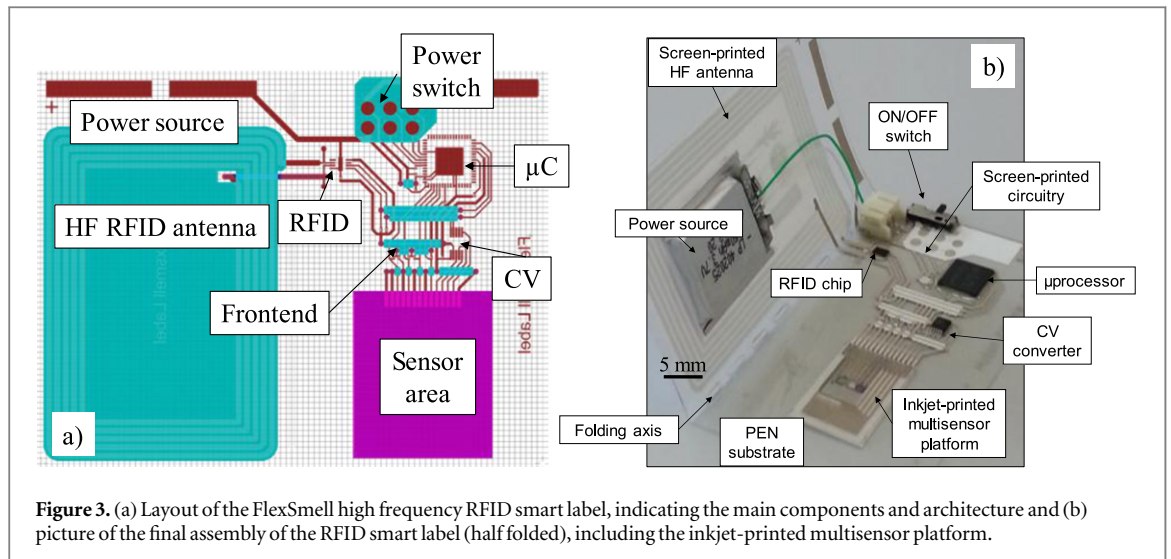 Power
switch
Power source
+
µC
HF RFID antenna
RFID
CV
Frontend
Sensor
area
Label
a)
Screen-printed
HF antenna
b)
ON/OFF
switch
Screen-printed
circuitry
Power source
RFID chip
µprocessor
CV
converter
5 mm
Inkjet-printed
multisensor
platform
Folding axis
PEN
substrate
Figure 3. (a) Layout of the FlexSmell high frequency RFID smart label, indicating the main components and architecture and (b)
picture of the final assembly of the RFID smart label (half folded), including the inkjet-printed multisensor platform.